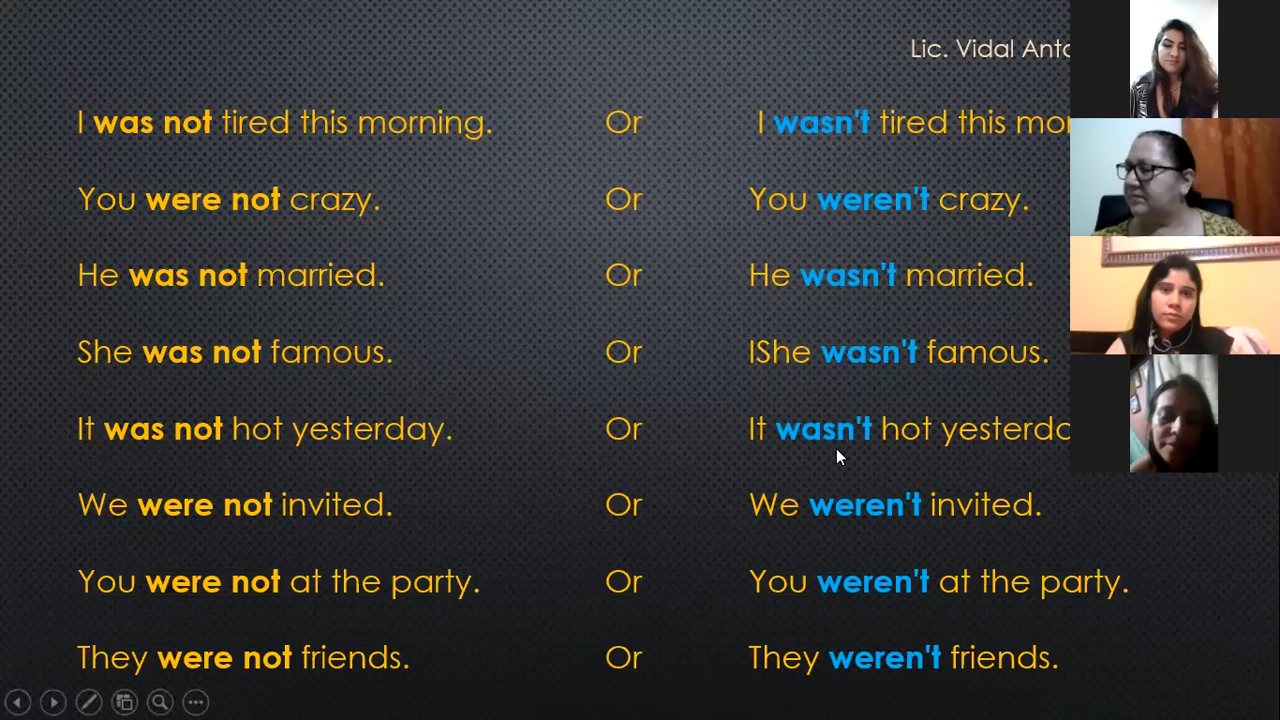 Lic. Vidal
I was not tired this morning. Or I wasn't tired this
You were not crazy. Or You weren't crazy.
He was not married. Or He wasn't married.
She was not famous. Or IShe wasn't famous.
It was not hot yesterday. Or It wasn't hot
We were not invited. Or We weren't invited.
You were not at the party. Or You weren't at the party.
They were not friends. Or They weren't friends.